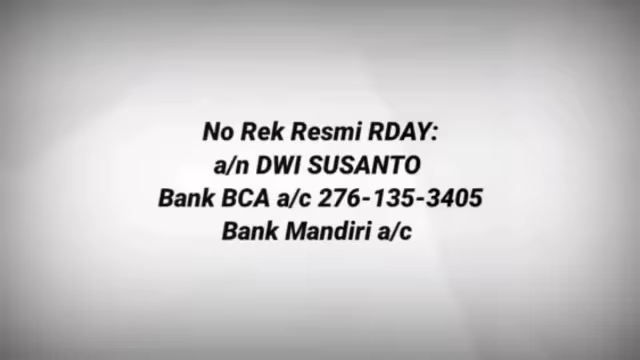 No Rek Resmi RDAY:
a/n DWI SUSANTO
Bank BCA a/c 276-135-3405
Bank Mandiri a/c